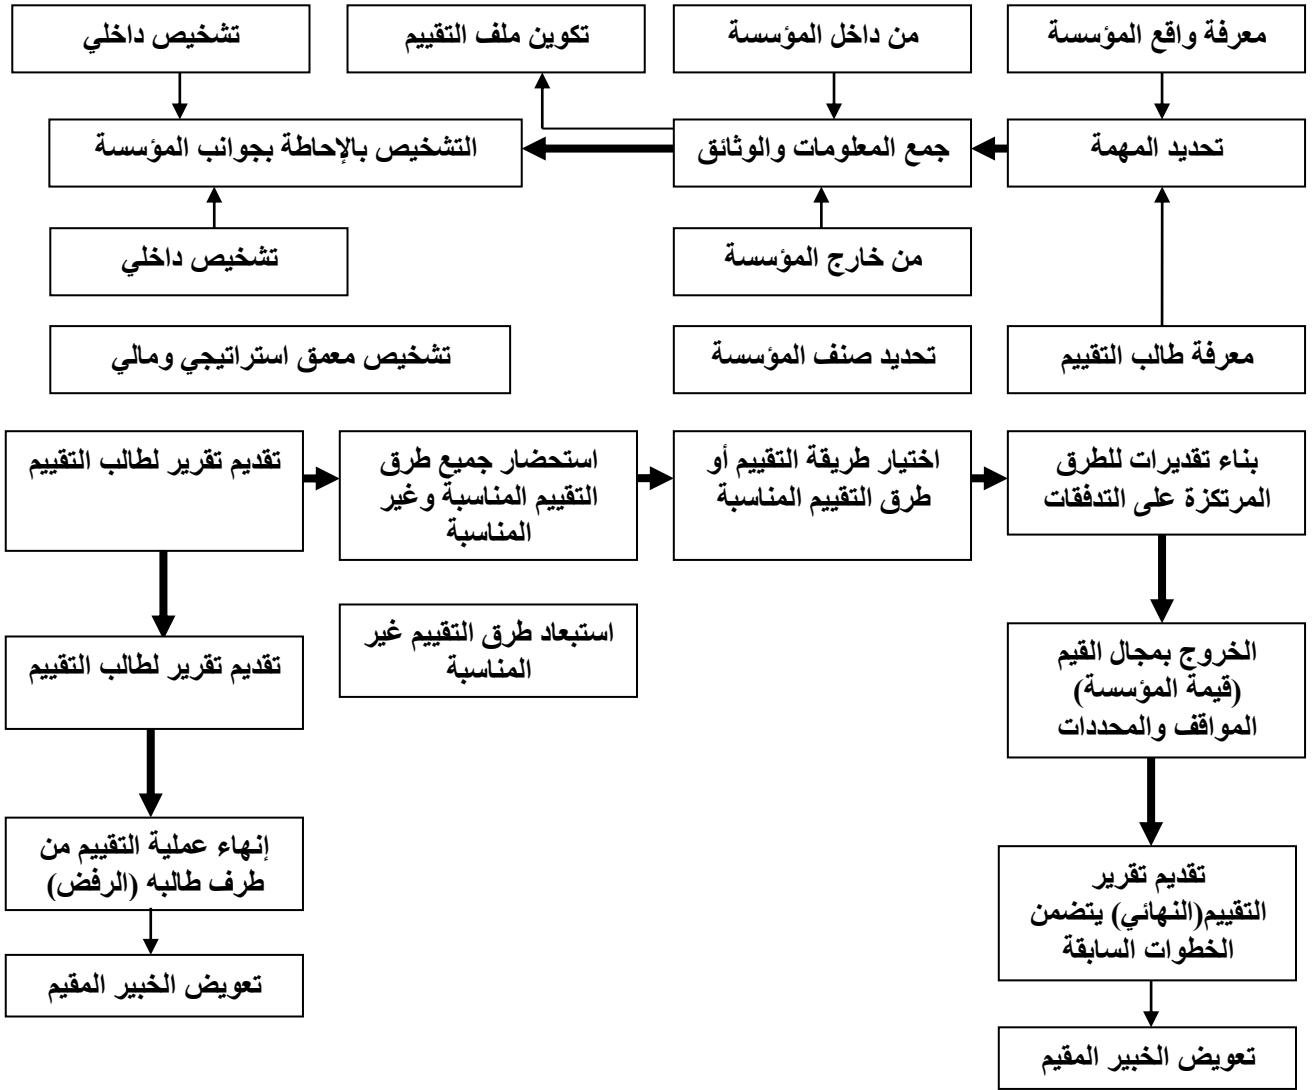 معرفة واقع المؤسسة
من داخل المؤسسة
تكوين ملف التقييم
تشخيص داخلي
تحديد المهمة
جمع المعلومات والوثائق
التشخيص بالإحاطة بجوانب المؤسسة
من خارج المؤسسة
تشخيص داخلي
معرفة طالب التقييم
تحديد صنف المؤسسة
تشخيص معمق استراتيجي ومالي
بناء تقديرات للطرق
المرتكزة على التدفقات
اختيار طريقة التقييم أو
طرق التقييم المناسبة
استحضار جميع طرق
التقييم المناسبة وغير
المناسبة
تقديم تقرير لطالب التقييم
الخروج بمجال القيم
(قيمة المؤسسة)
المواقف والمحددات
استبعاد طرق التقييم غير
المناسبة
تقديم تقرير لطالب التقييم
تقديم تقرير
التقييم(النهائي) يتضمن
الخطوات السابقة
إنهاء عملية التقييم من
طرف طالبه (الرفض)
تعويض الخبير المقيم
تعويض الخبير المقيم